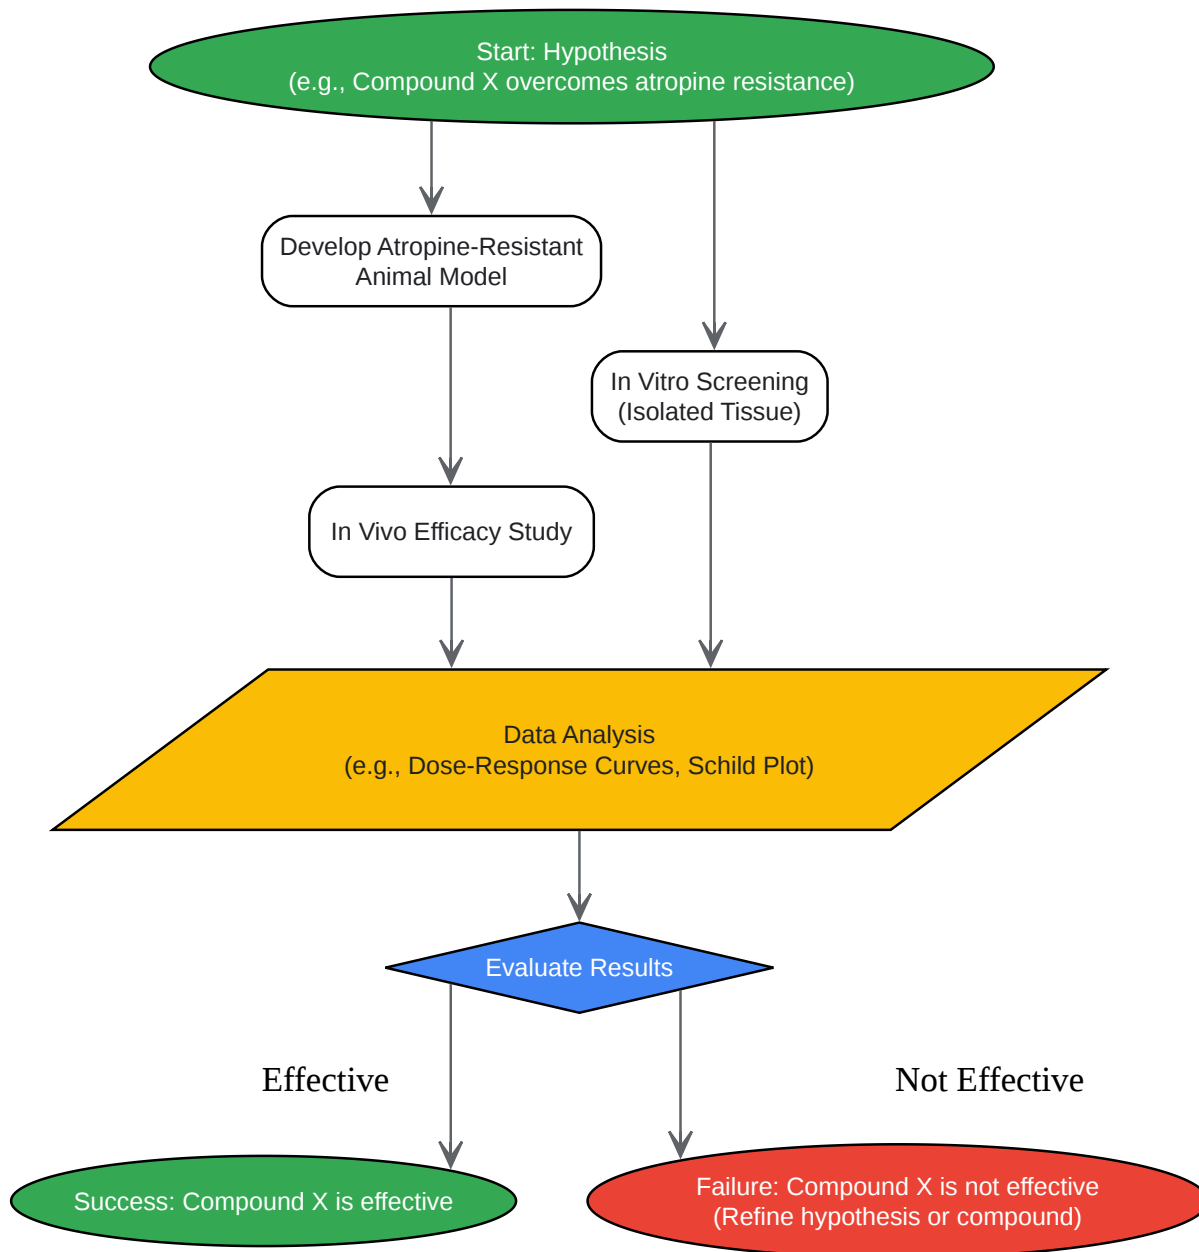 Start: Hypothesis
(e.g., Compound X overcomes atropine resistance)
Develop Atropine-Resistant
Animal Model
In Vitro Screening
(Isolated Tissue)
In Vivo Efficacy Study
Data Analysis
(e.g., Dose-Response Curves, Schild Plot)
Evaluate Results
Effective
Not Effective
Success: Compound X is effective
Failure: Compound X is not effective
(Refine hypothesis or compound)